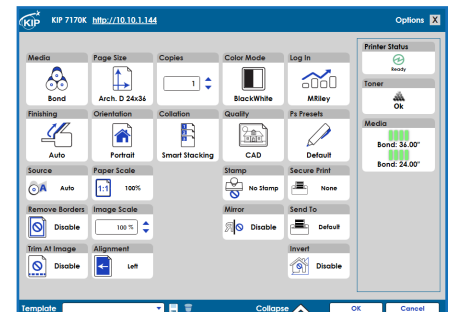 KIP KIP 7170K http://10.10.1.144 Options X
Printer Status
Ready
Toner
Ok
Media
Bond: 36.00"
Bond: 24.00"
Media Page Size Copies Color Mode Log In
1
Bond Arch. D 24x36 BlackWhite MRiley
Finishing Orientation Collation Quality Ps Presets
Auto Portrait Smart Stacking CAD Default
Source Paper Scale Stamp Secure Print
A Auto 1:1 100% No Stamp None
Remove Borders Image Scale Mirror Send To
Disable 100 % Disable Default
Trim At Image Alignment Invert
Disable Left Disable
Template Collapse OK Cancel